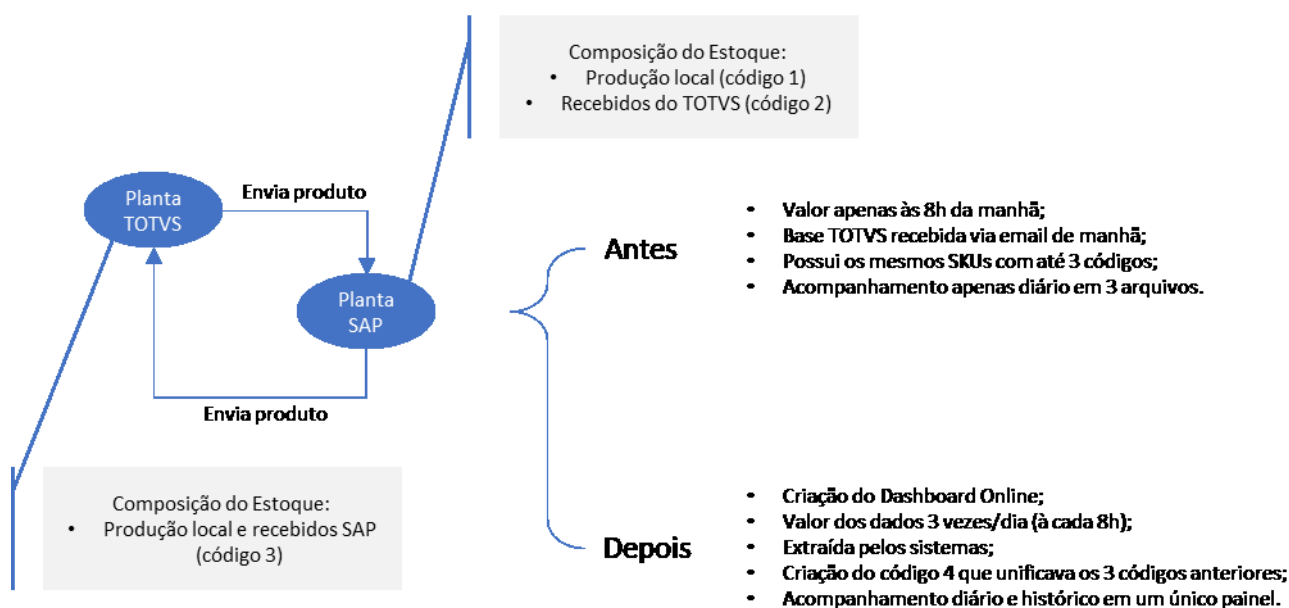 Composição do Estoque:
• Produção local (código 1)
• Recebidos do TOTVS (código 2)
Planta
TOTVS
Envia produto
Planta
SAP
Envia produto
Composição do Estoque:
• Produção local e recebidos SAP
(código 3)
Antes
• Valor apenas às 8h da manhã;
• Base TOTVS recebida via email de manhã;
• Possui os mesmos SKUs com até 3 códigos;
• Acompanhamento apenas diário em 3 arquivos.
Depois
• Criação do Dashboard Online;
• Valor dos dados 3 vezes/dia (à cada 8h);
• Extraída pelos sistemas;
• Criação do código 4 que unificava os 3 códigos anteriores;
• Acompanhamento diário e histórico em um único painel.